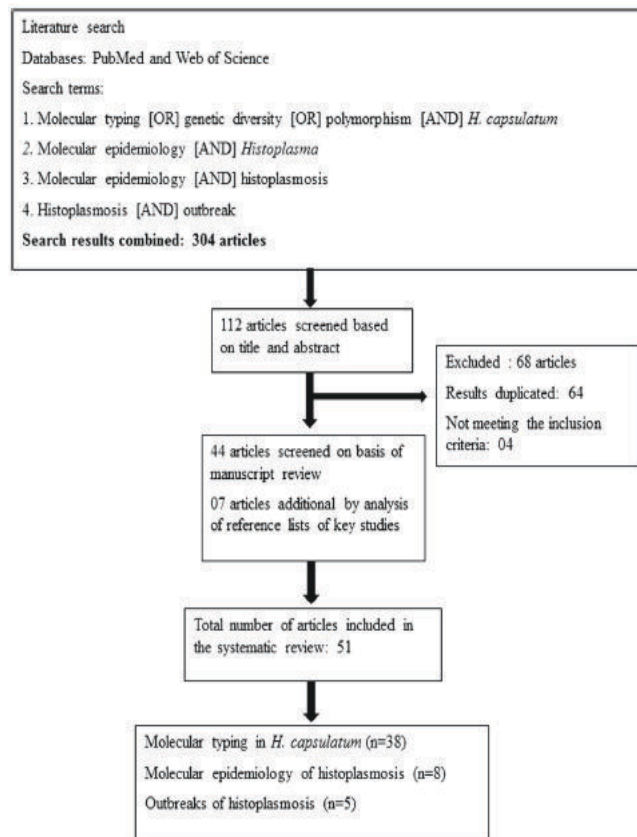 Literature search
Databases: PubMed and Web of Science
Search terms:
1. Molecular typing [OR] genetic diversity [OR] polymorphism [AND] H. capsulatum
2. Molecular epidemiology [AND] Histoplasma
3. Molecular epidemiology [AND] histoplasmosis
4. Histoplasmosis [AND] outbreak
Search results combined: 304 articles
112 articles screened based
on title and abstract
Excluded : 68 articles
Results duplicated: 64
Not meeting the inclusion
criteria: 04
44 articles screened on basis of
manuscript review
07 articles additional by analysis
of reference lists of key studies
Total number of articles included in
the systematic review: 51
Molecular typing in H. capsulatum (n=38)
Molecular epidemiology of histoplasmosis (n=8)
Outbreaks of histoplasmosis (n=5)